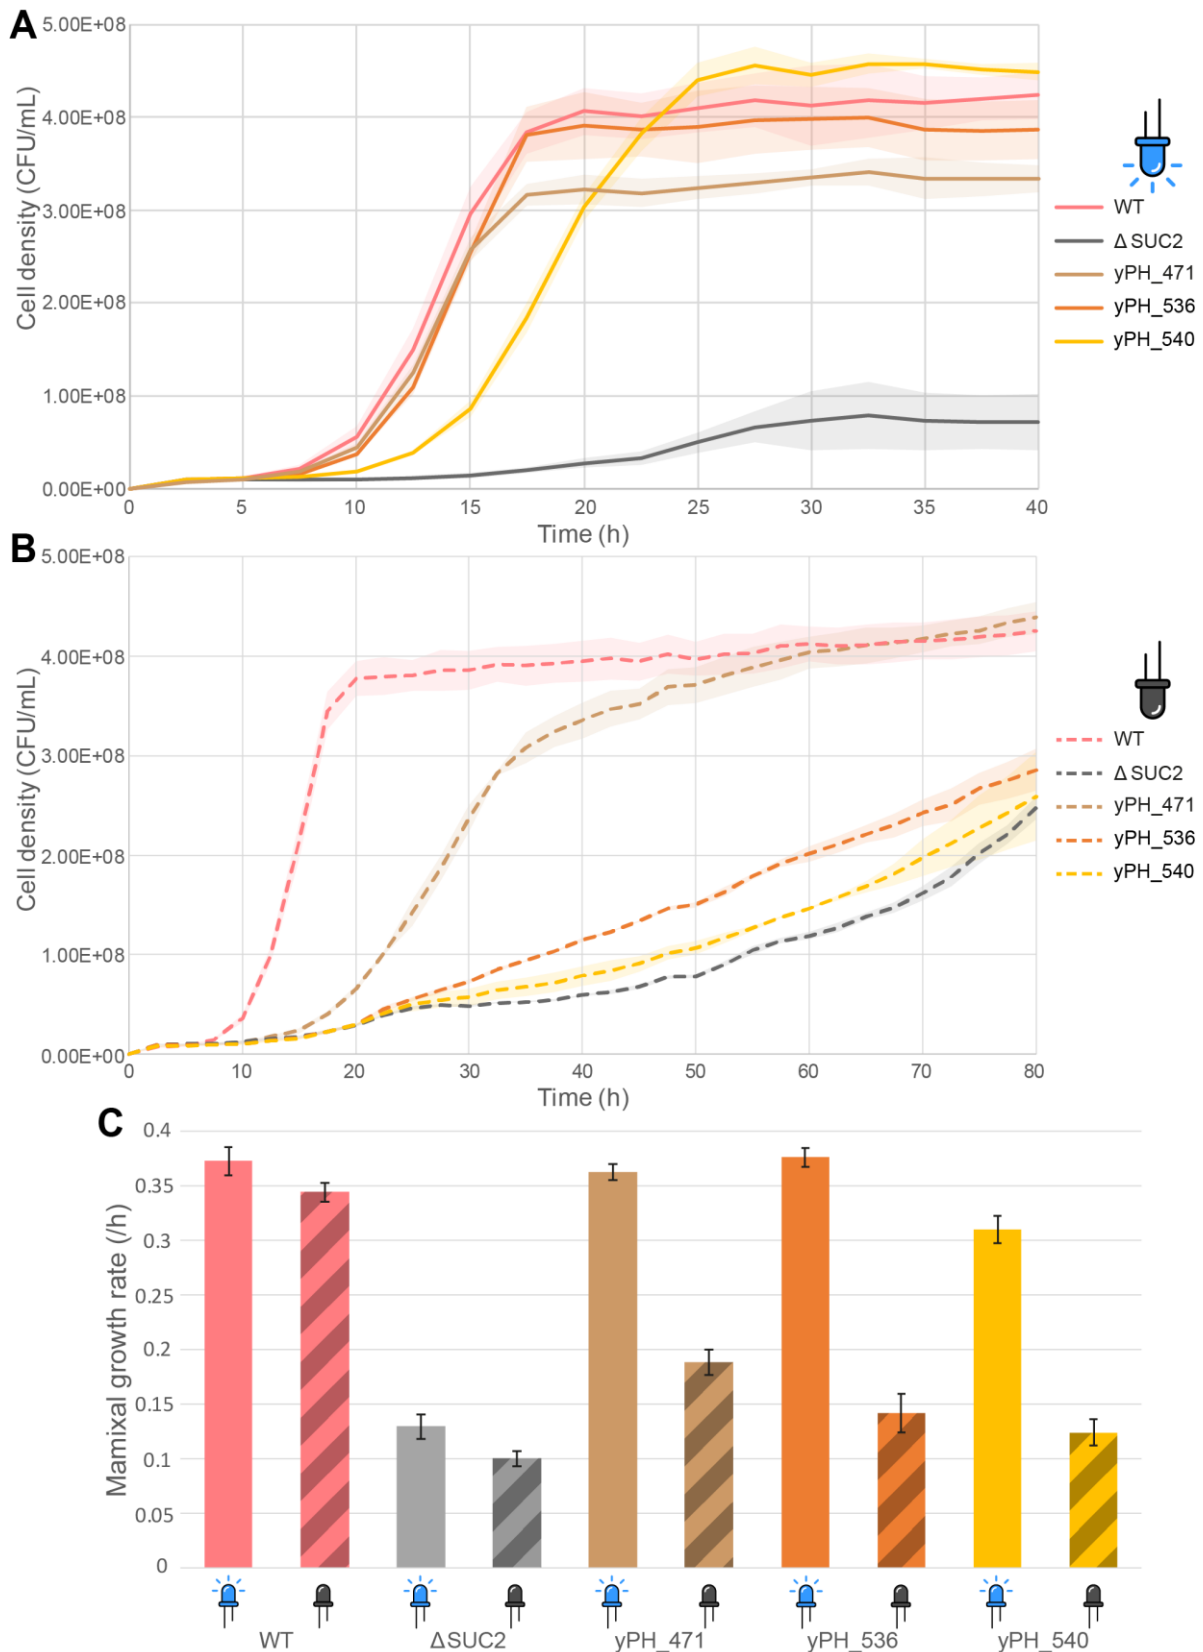 A
5.00E+08
4.00E+08
3.00E+08
2.00E+08
1.00E+08
0.00E+00
Cell density (CFU/mL)
0 5 10 15 20 25 30 35 40
Time (h)
WT
Δ SUC2
yPH_471
yPH_536
yPH_540
B
5.00E+08
4.00E+08
3.00E+08
2.00E+08
1.00E+08
0.00E+00
Cell density (CFU/mL)
0 10 20 30 40 50 60 70 80
Time (h)
WT
Δ SUC2
yPH_471
yPH_536
yPH_540
C
0.4
0.35
0.3
0.25
0.2
0.15
0.1
0.05
0
Mamixal growth rate (/h)
WT ΔSUC2 yPH_471 yPH_536 yPH_540